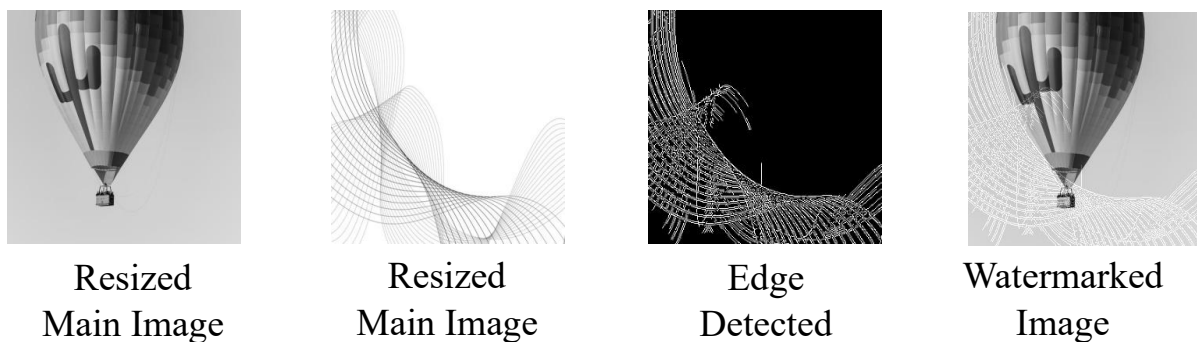 Resized
Main Image
Resized
Main Image
Edge
Detected
Watermarked
Image